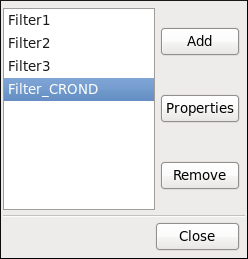 Filter1
Filter2
Filter3
Filter_CROND
Add
Properties
Remove
Close